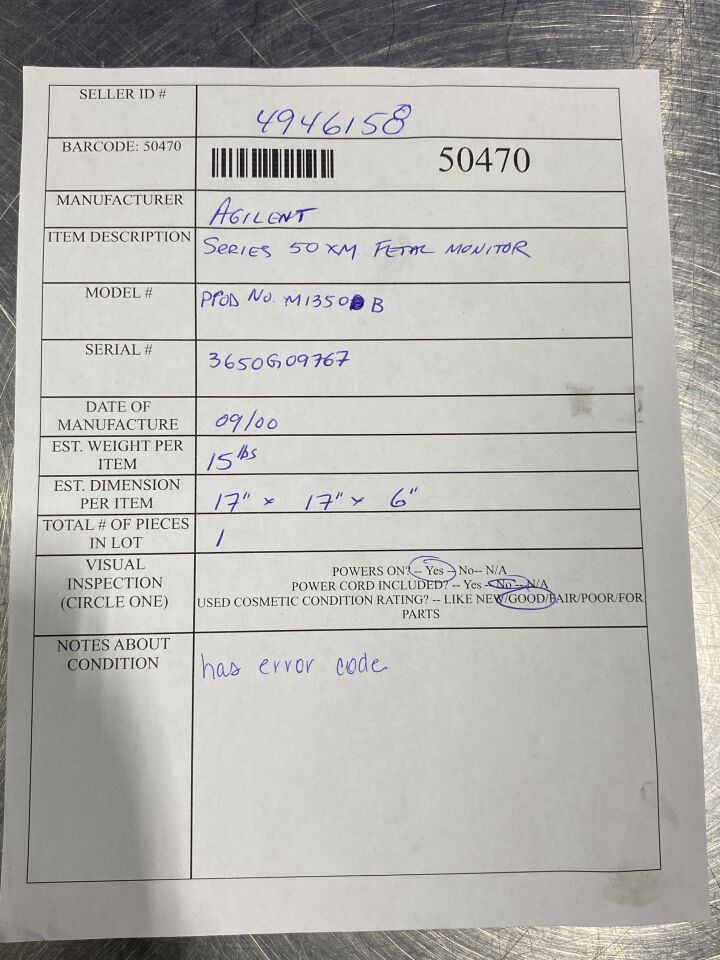 SELLER ID #
4946158
BARCODE: 50470
50470
MANUFACTURER
AGILENT
ITEM DESCRIPTION
SERIES 50 XM FETAL MONITOR
MODEL #
PROD NO. M1350 B
SERIAL #
3650G09767
DATE OF
MANUFACTURE
09/00
EST. WEIGHT PER
ITEM
15 lbs
EST. DIMENSION
PER ITEM
17" x 17" x 6"
TOTAL # OF PIECES
IN LOT
1
VISUAL
INSPECTION
(CIRCLE ONE)
POWERS ON? -- Yes -- No-- N/A
POWER CORD INCLUDED? -- Yes -- No -- N/A
USED COSMETIC CONDITION RATING? -- LIKE NEW/GOOD/FAIR/POOR/FOR
PARTS
NOTES ABOUT
CONDITION
has error code